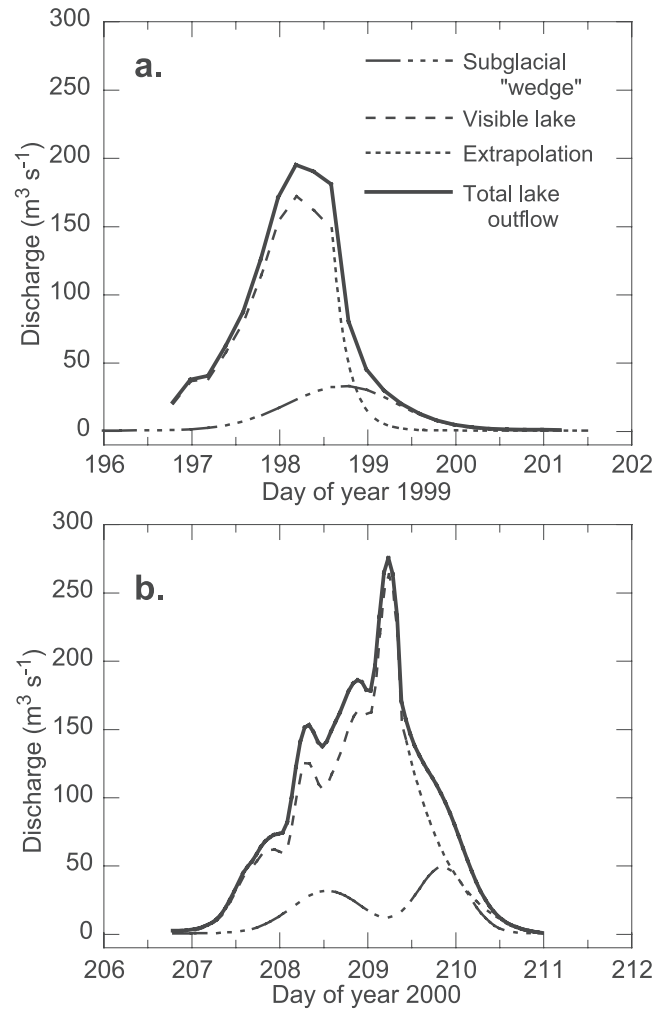 300
250
200
150
100
50
0
Discharge (m³ s⁻¹)
a.
Subglacial
"wedge"
Visible lake
Extrapolation
Total lake
outflow
196 197 198 199 200 201 202
Day of year 1999
300
250
200
150
100
50
0
Discharge (m³ s⁻¹)
b.
206 207 208 209 210 211 212
Day of year 2000